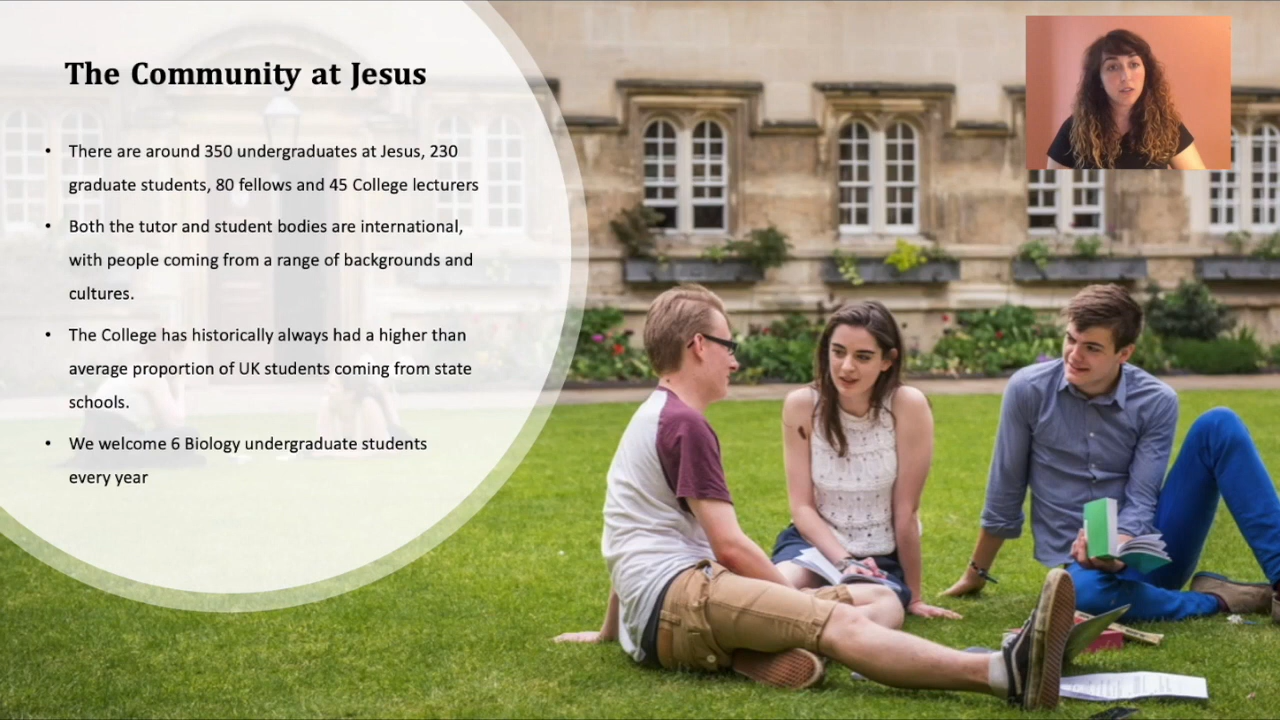 The Community at Jesus
• There are around 350 undergraduates at Jesus, 230
graduate students, 80 fellows and 45 College lecturers
• Both the tutor and student bodies are international,
with people coming from a range of backgrounds and
cultures.
• The College has historically always had a higher than
average proportion of UK students coming from state
schools.
• We welcome 6 Biology undergraduate students
every year